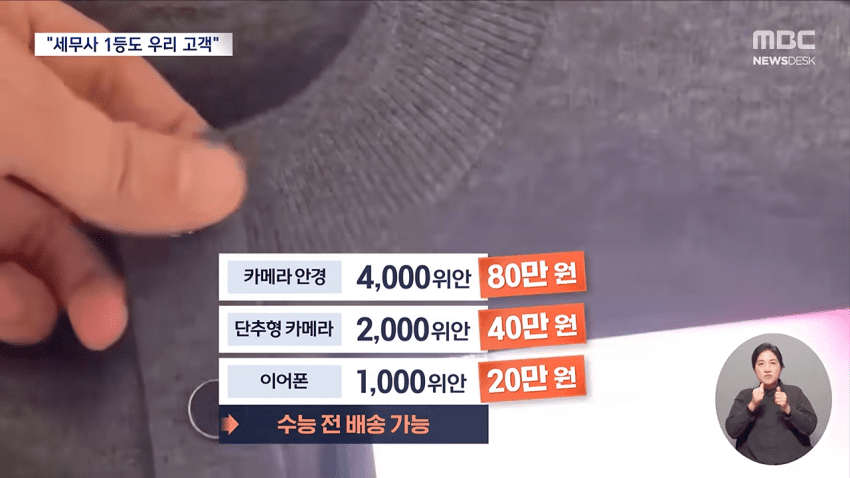 "세무사 1등도 우리 고객"
MBC
NEWSDESK
카메라 안경 4,000위안 80만 원
단추형 카메라 2,000위안 40만 원
이어폰 1,000위안 20만 원
수능 전 배송 가능